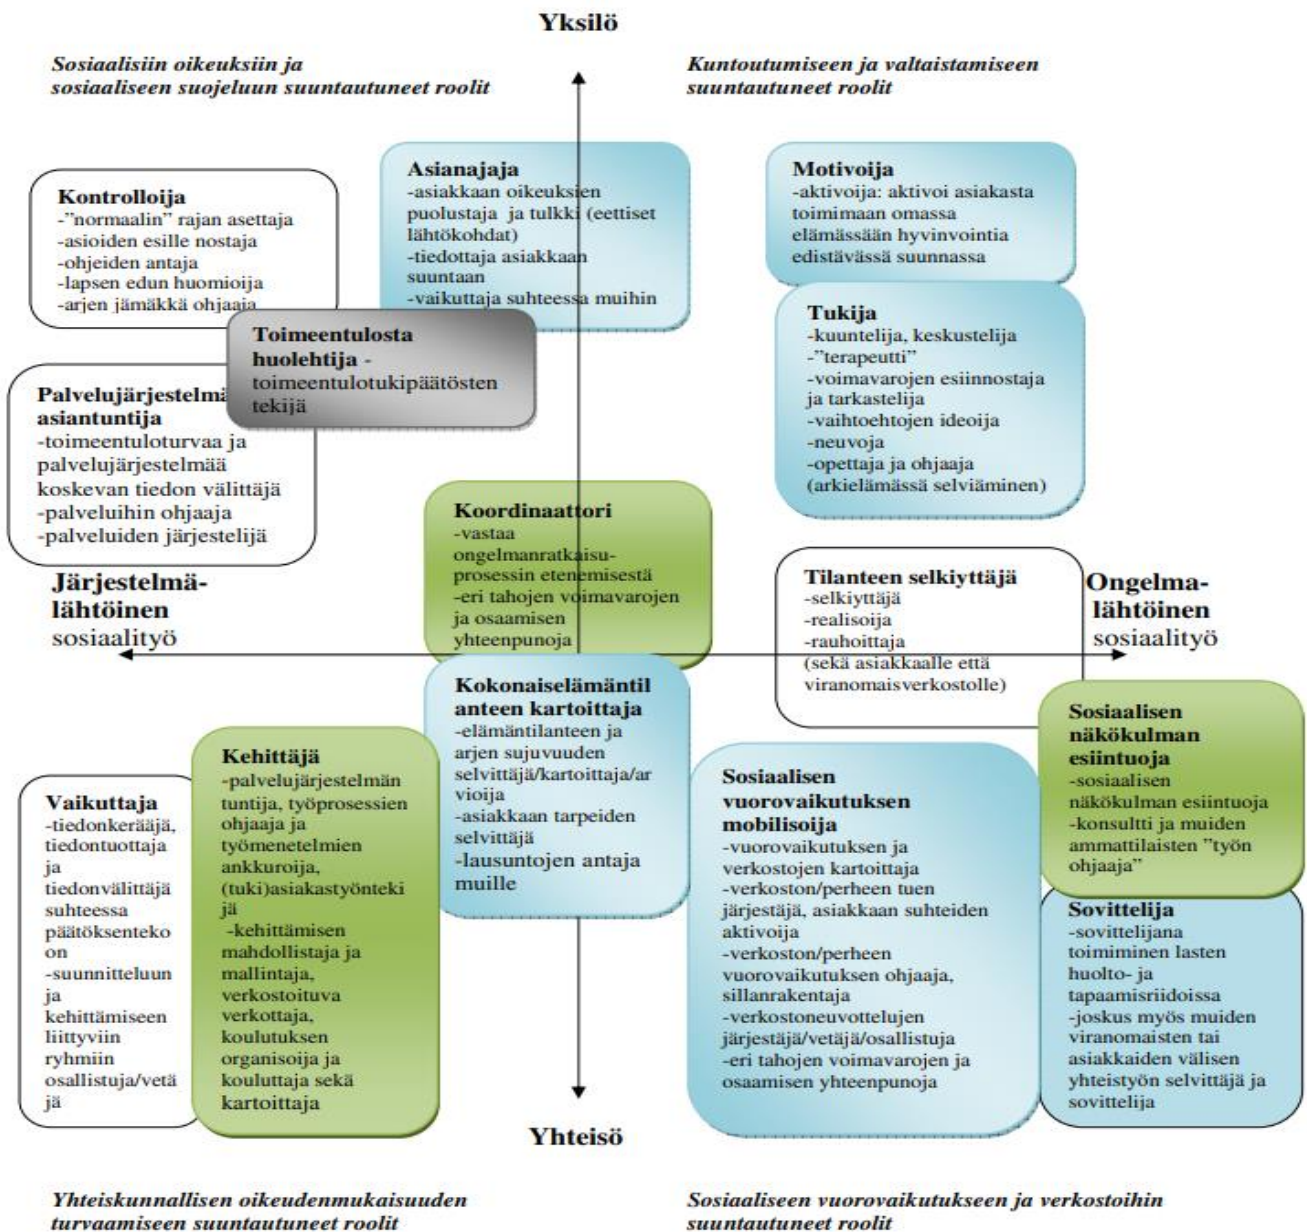 Yksilö
Sosiaalisiin oikeuksiin ja
sosiaaliseen suojeluun suuntautuneet roolit
Kuntoutumiseen ja valtaistamiseen
suuntautuneet roolit
Kontrolloija
-”normaalin” rajan asettaja
-asioiden esille nostaja
-ohjeiden antaja
-lapsen edun huomioija
-arjen jämäkkä ohjaaja
Asianajaja
-asiakkaan oikeuksien
puolustaja ja tulkki (eettiset
lähtökohdat)
-tiedottaja asiakkaan
suuntaan
-vaikuttaja suhteessa muihin
Motivoija
-aktivoija: aktivoi asiakasta
toimimaan omassa
elämässään hyvinvointia
edistävässä suunnassa
Toimeentulosta
huolehtija -
toimeentulotukipäätösten
tekijä
Tukija
-kuuntelija, keskustelija
-”terapeutti”
-voimavarojen esiinnostaja
ja tarkastelija
-vaihtoehtojen ideoija
-neuvoja
-opettaja ja ohjaaja
(arkielämässä selviäminen)
Palvelujärjestelmä
asiantuntija
-toimeentuloturvaa ja
palvelujärjestelmää
koskevan tiedon välittäjä
-palveluihin ohjaaja
-palveluiden järjestelijä
Koordinaattori
-vastaa
ongelmanratkaisu-
prosessin etenemisestä
-eri tahojen voimavarojen
ja osaamisen
yhteenpunoja
Järjestelmä-
lähtöinen
sosiaalityö
Tilanteen selkiyttäjä
-selkiyttäjä
-realisoija
-rauhoittaja
(sekä asiakkaalle että
viranomaisverkostolle)
Ongelma-
lähtöinen
sosiaalityö
Kokonaiselämäntil
anteen kartoittaja
-elämäntilanteen ja
arjen sujuvuuden
selvittäjä/kartoittaja/ar
vioija
-asiakkaan tarpeiden
selvittäjä
-lausuntojen antaja
muille
Sosiaalisen
näkökulman
esiintuoja
-sosiaalisen
näkökulman esiintuoja
-konsultti ja muiden
ammattilaisten ”työn
ohjaaja”
Vaikuttaja
-tiedonkerääjä,
tiedontuottaja
ja
tiedonvälittäjä
suhteessa
päätöksenteko
on
-suunnitteluun
ja
kehittämiseen
liittyviin
ryhmiin
osallistuja/vetä
jä
Kehittäjä
-palvelujärjestelmän
tuntija, työprosessien
ohjaaja ja
työmenetelmien
ankkuroija,
(tuki)asiakastyönteki
jä
-kehittämisen
mahdollistaja ja
mallintaja,
verkostoituva
verkottaja,
koulutuksen
organisoija ja
kouluttaja sekä
kartoittaja
Sosiaalisen
vuorovaikutuksen
mobilisoija
-vuorovaikutuksen ja
verkostojen kartoittaja
-verkoston/perheen tuen
järjestäjä, asiakkaan suhteiden
aktivoija
-verkoston/perheen
vuorovaikutuksen ohjaaja,
sillanrakentaja
-verkostoneuvottelujen
järjestäjä/vetäjä/osallistuja
-eri tahojen voimavarojen ja
osaamisen yhteenpunoja
Sovittelija
-sovittelijana
toimiminen lasten
huolto- ja
tapaamisriidoissa
-joskus myös muiden
viranomaisten tai
asiakkaiden välisen
yhteistyön selvittäjä ja
sovittelija
Yhteisö
Yhteiskunnallisen oikeudenmukaisuuden
turvaamiseen suuntautuneet roolit
Sosiaaliseen vuorovaikutukseen ja verkostoihin
suuntautuneet roolit